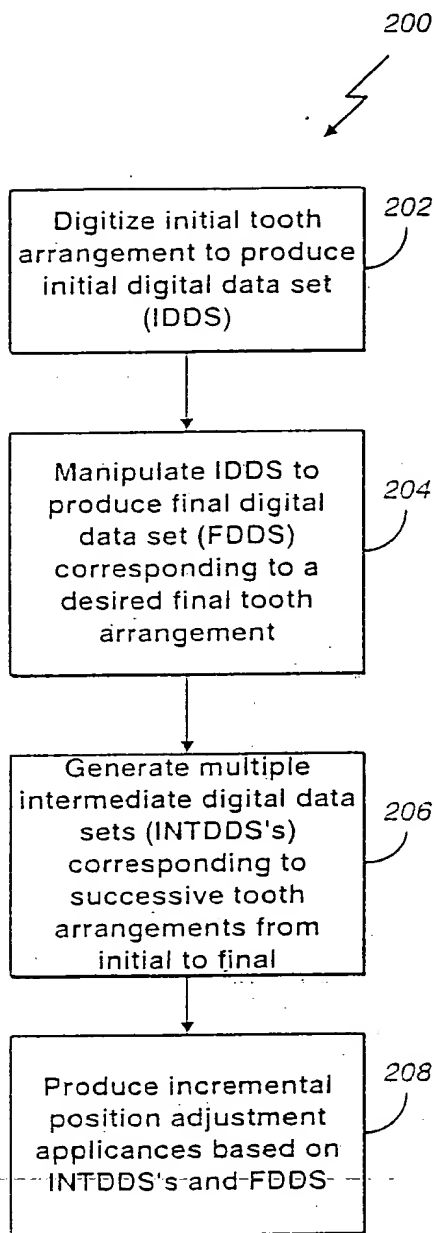 200
Digitize initial tooth
arrangement to produce
initial digital data set
(IDDS)
202
Manipulate IDDS to
produce final digital
data set (FDDS)
corresponding to a
desired final tooth
arrangement
204
Generate multiple
intermediate digital data
sets (INTDDS's)
corresponding to
successive tooth
arrangements from
initial to final
206
Produce incremental
position adjustment
applicances based on
INTDDS's and FDDS
208